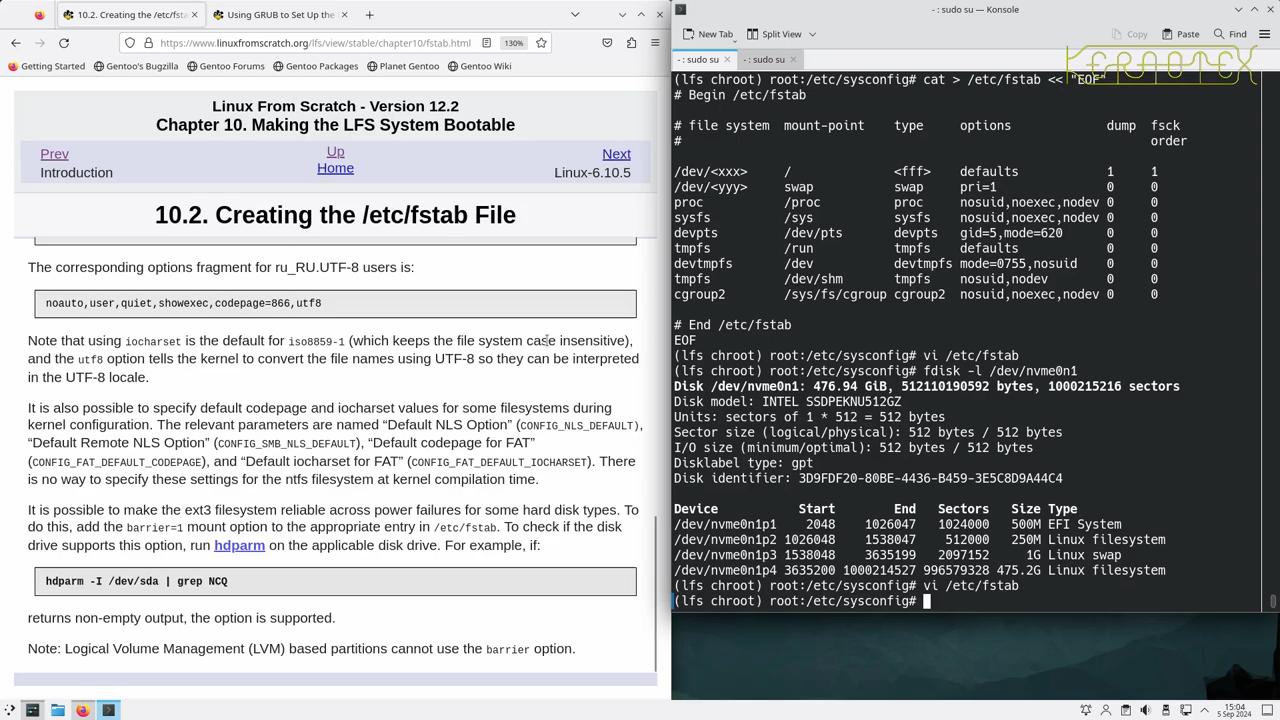 10.2. Creating the /etc/fstab
Using GRUB to Set Up the
https://www.linuxfromscratch.org/lfs/view/stable/chapter10/fstab.html
130%
Getting Started
Gentoo's Bugzilla
Gentoo Forums
Gentoo Packages
Planet Gentoo
Gentoo Wiki
Linux From Scratch - Version 12.2
Chapter 10. Making the LFS System Bootable
Prev
Up
Next
Introduction
Home
Linux-6.10.5
10.2. Creating the /etc/fstab File
The corresponding options fragment for ru_RU.UTF-8 users is:
noauto,user,quiet,showexec,codepage=866,utf8
Note that using iocharset is the default for iso8859-1 (which keeps the file system case insensitive),
and the utf8 option tells the kernel to convert the file names using UTF-8 so they can be interpreted
in the UTF-8 locale.
It is also possible to specify default codepage and iocharset values for some filesystems during
kernel configuration. The relevant parameters are named “Default NLS Option” (CONFIG_NLS_DEFAULT),
“Default Remote NLS Option” (CONFIG_SMB_NLS_DEFAULT), “Default codepage for FAT”
(CONFIG_FAT_DEFAULT_CODEPAGE), and “Default iocharset for FAT” (CONFIG_FAT_DEFAULT_IOCHARSET). There
is no way to specify these settings for the ntfs filesystem at kernel compilation time.
It is possible to make the ext3 filesystem reliable across power failures for some hard disk types. To
do this, add the barrier=1 mount option to the appropriate entry in /etc/fstab. To check if the disk
drive supports this option, run hdparm on the applicable disk drive. For example, if:
hdparm -I /dev/sda | grep NCQ
returns non-empty output, the option is supported.
Note: Logical Volume Management (LVM) based partitions cannot use the barrier option.
- : sudo su — Konsole
New Tab
Split View
Copy
Paste
Find
- : sudo su
- : sudo su
(lfs chroot) root:/etc/sysconfig# cat > /etc/fstab << "EOF"
# Begin /etc/fstab
# file system mount-point type options dump fsck
# order
/dev/<xxx> / <fff> defaults 1 1
/dev/<yyy> swap swap pri=1 0 0
proc /proc proc nosuid,noexec,nodev 0 0
sysfs /sys sysfs nosuid,noexec,nodev 0 0
devpts /dev/pts devpts gid=5,mode=620 0 0
tmpfs /run tmpfs defaults 0 0
devtmpfs /dev devtmpfs mode=0755,nosuid 0 0
tmpfs /dev/shm tmpfs nosuid,nodev 0 0
cgroup2 /sys/fs/cgroup cgroup2 nosuid,noexec,nodev 0 0
# End /etc/fstab
EOF
(lfs chroot) root:/etc/sysconfig# vi /etc/fstab
(lfs chroot) root:/etc/sysconfig# fdisk -l /dev/nvme0n1
Disk /dev/nvme0n1: 476.94 GiB, 512110190592 bytes, 1000215216 sectors
Disk model: INTEL SSDPEKNU512GZ
Units: sectors of 1 * 512 = 512 bytes
Sector size (logical/physical): 512 bytes / 512 bytes
I/O size (minimum/optimal): 512 bytes / 512 bytes
Disklabel type: gpt
Disk identifier: 3D9FDF20-80BE-4436-B459-3E5C8D9A44C4
Device Start End Sectors Size Type
/dev/nvme0n1p1 2048 1026047 1024000 500M EFI System
/dev/nvme0n1p2 1026048 1538047 512000 250M Linux filesystem
/dev/nvme0n1p3 1538048 3635199 2097152 1G Linux swap
/dev/nvme0n1p4 3635200 1000214527 996579328 475.2G Linux filesystem
(lfs chroot) root:/etc/sysconfig# vi /etc/fstab
(lfs chroot) root:/etc/sysconfig#
15:04
5 Sep 2024